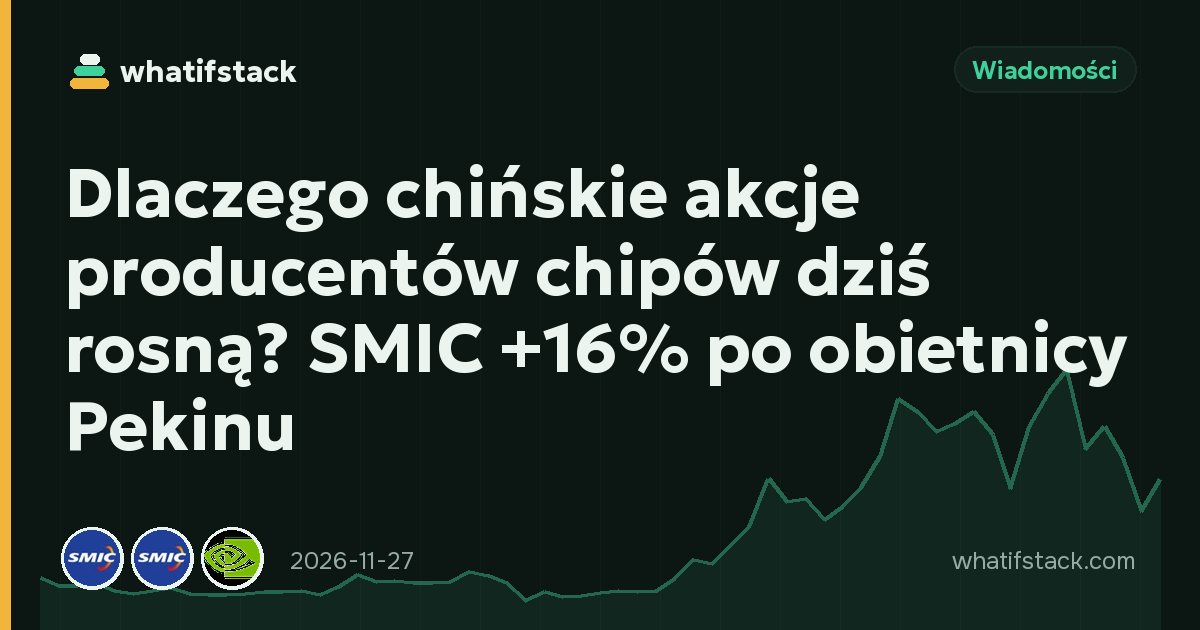 whatifstack
Wiadomości
Dlaczego chińskie akcje
producentów chipów dziś
rosną? SMIC +16% po obietnicy
Pekinu
SMIC
SMIC
2026-11-27
whatifstack.com